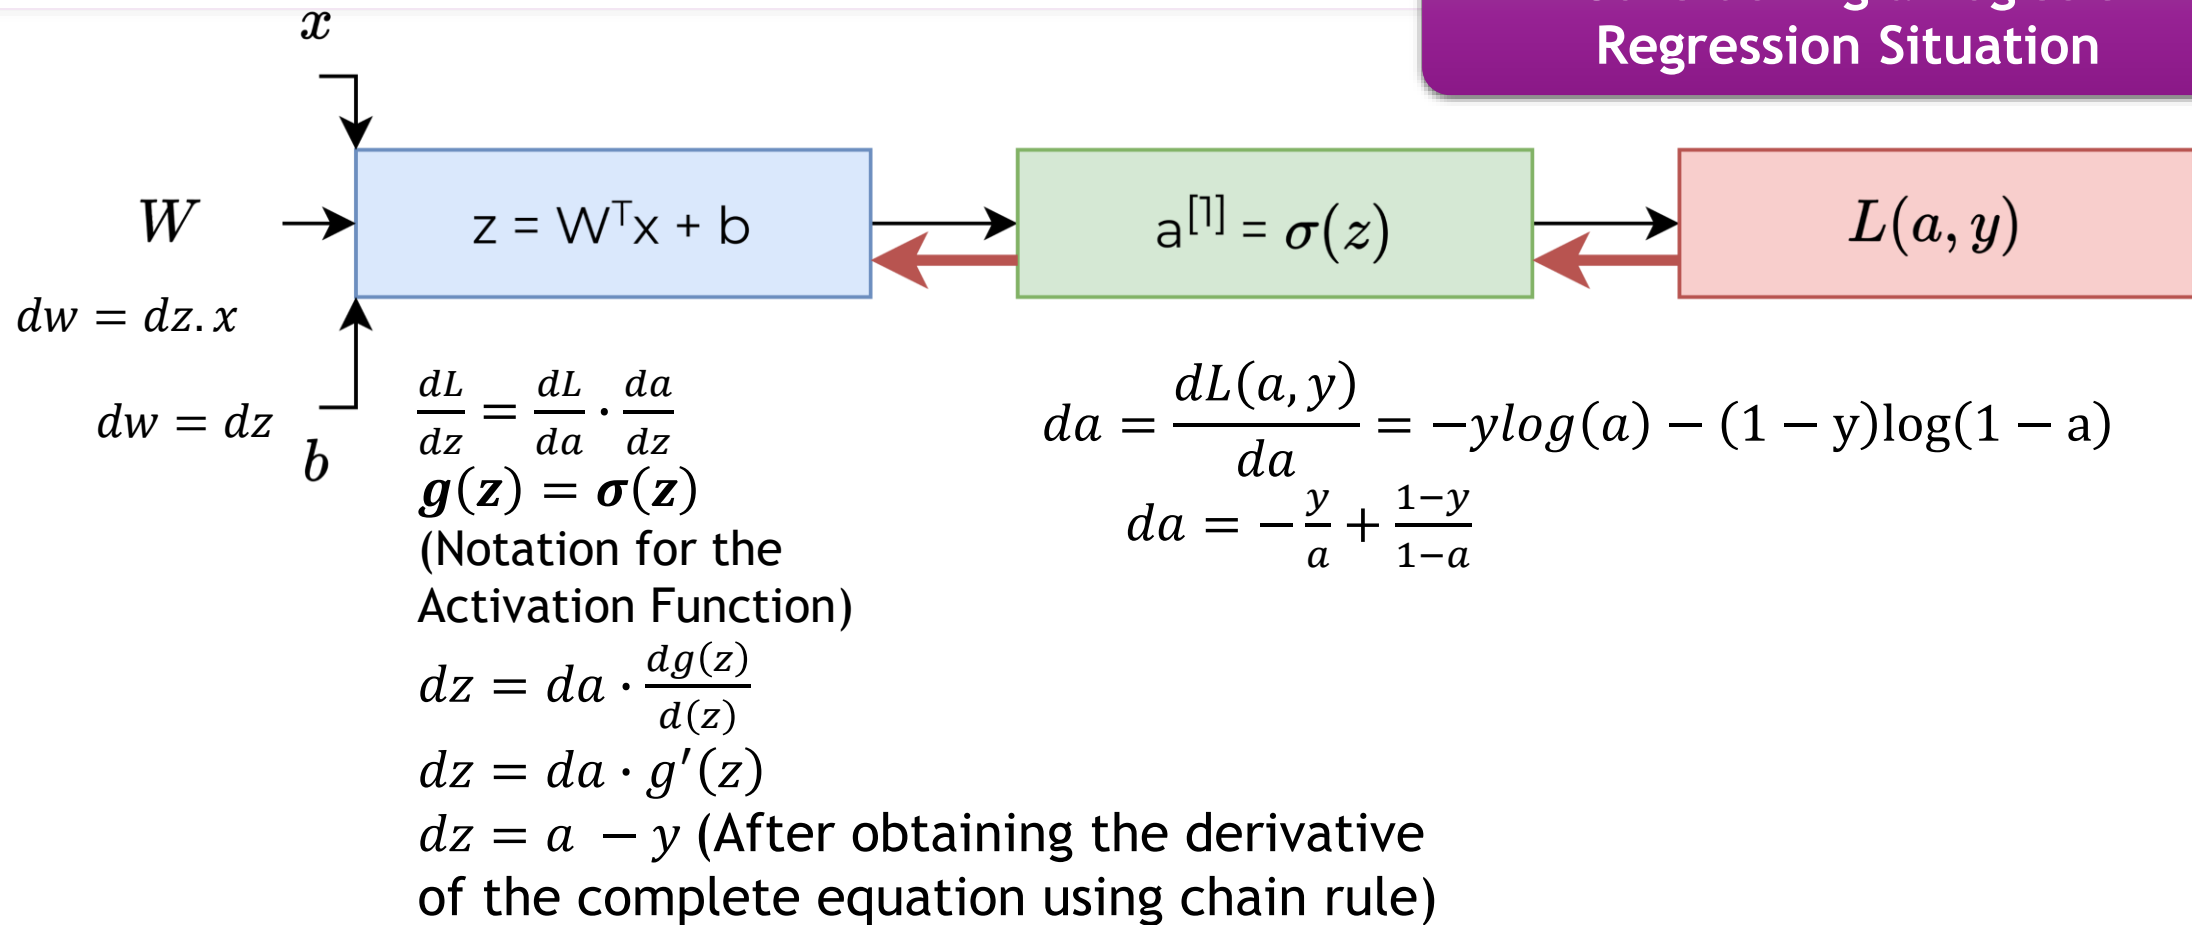 Regression Situation
x
W
z = WᵀX + b
a^[1] = σ(z)
L(a, y)
dw = dz.x
dw = dz
b
dL/dz = dL/da · da/dz
g(z) = σ(z)
(Notation for the
Activation Function)
dz = da · dg(z)/d(z)
dz = da · g′(z)
dz = a − y (After obtaining the derivative
of the complete equation using chain rule)
da = dL(a, y)/da = −ylog(a) − (1 − y)log(1 − a)
da = −y/a + 1−y/1−a